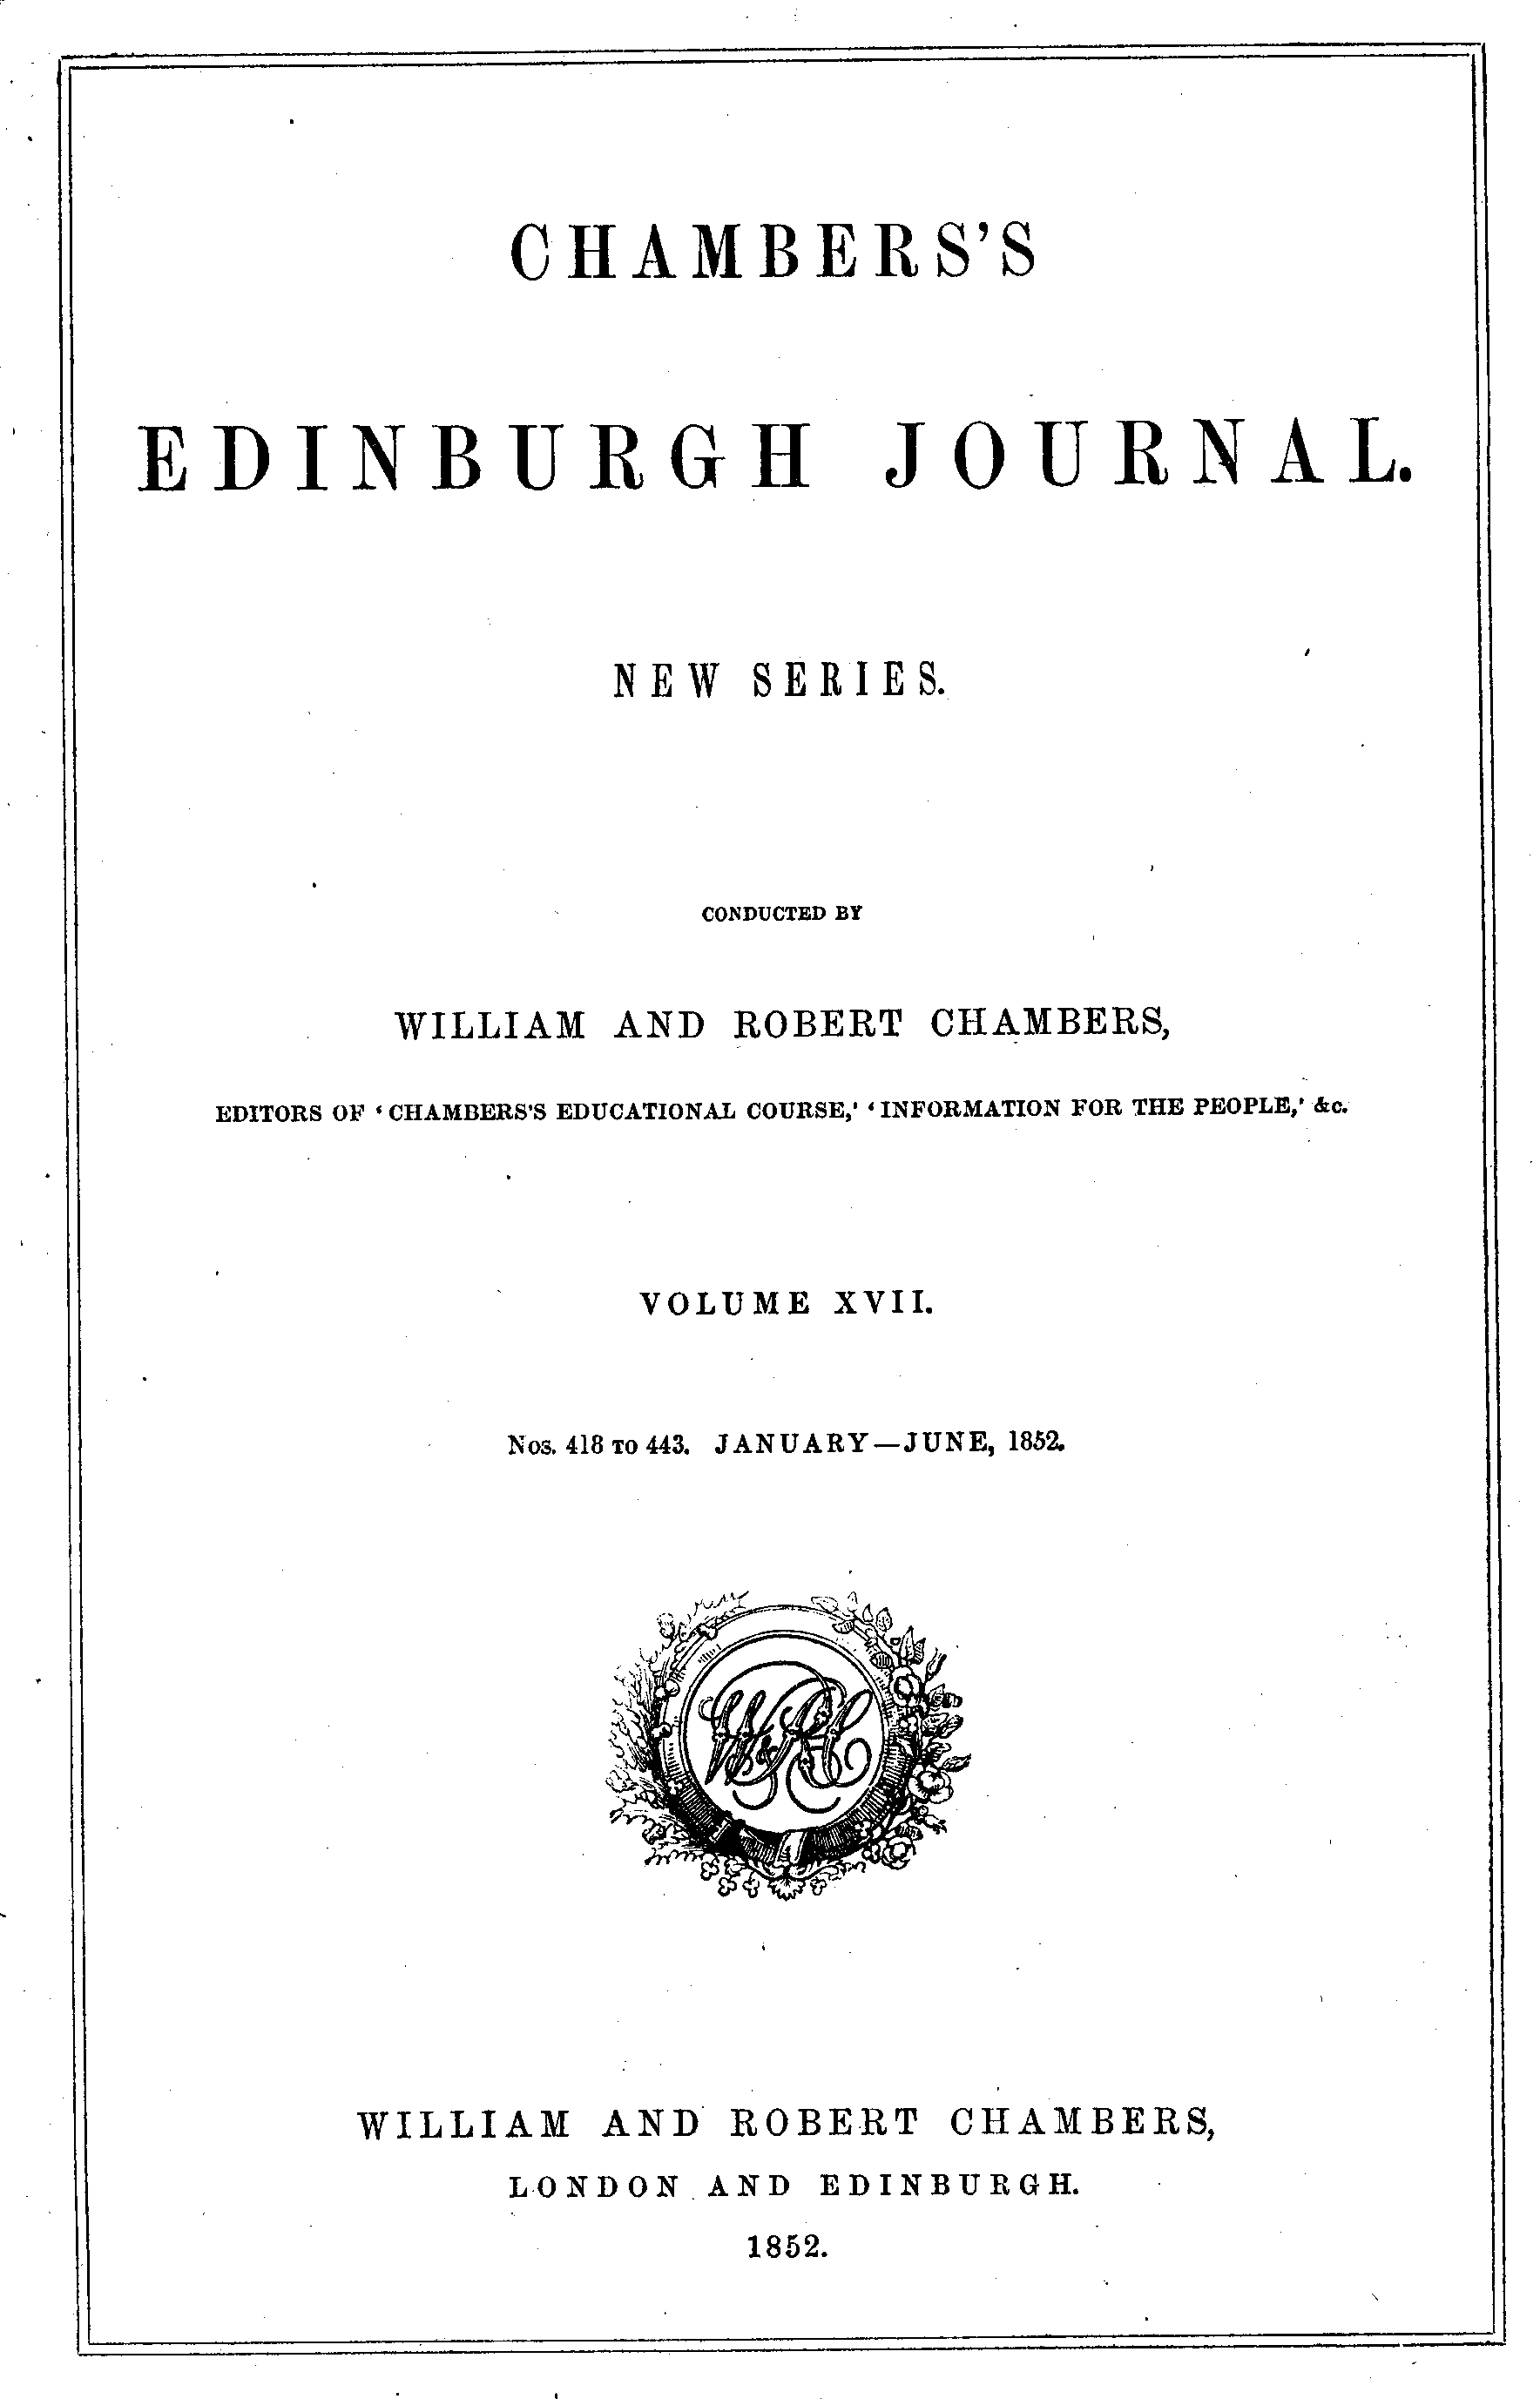 CHAMBERS'S
EDINBURGH JOURNAL.
NEW SERIES.
CONDUCTED BY
WILLIAM AND ROBERT CHAMBERS,
EDITORS OF ‘CHAMBERS'S EDUCATIONAL COURSE,’ ‘INFORMATION FOR THE PEOPLE,’ &c.
VOLUME XVII.
Nos. 418 TO 443. JANUARY—JUNE, 1852.
W & R C
WILLIAM AND ROBERT CHAMBERS,
LONDON AND EDINBURGH.
1852.